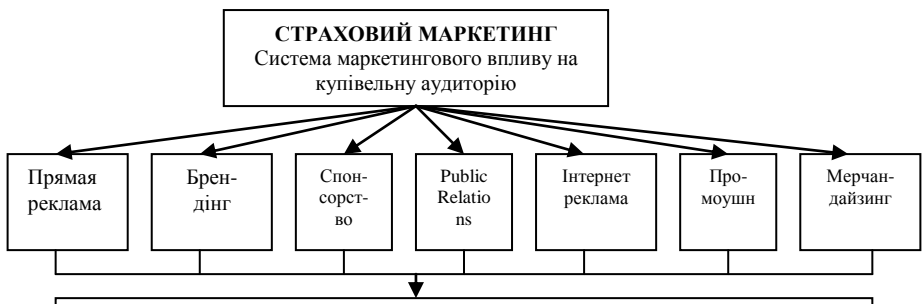 СТРАХОВИЙ МАРКЕТИНГ
Система маркетингового впливу на
купівельну аудиторію
Прямая
реклама
Брен-
дінг
Спон-
сорст-
во
Public
Relatio
ns
Інтернет
реклама
Про-
моушн
Мерчан-
дайзинг